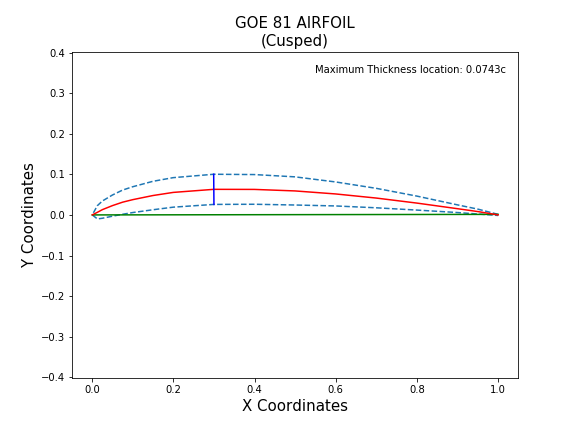 GOE 81 AIRFOIL
(Cusped)
Maximum Thickness location: 0.0743c
Y Coordinates
0.4
0.3
0.2
0.1
0.0
−0.1
−0.2
−0.3
−0.4
0.0 0.2 0.4 0.6 0.8 1.0
X Coordinates